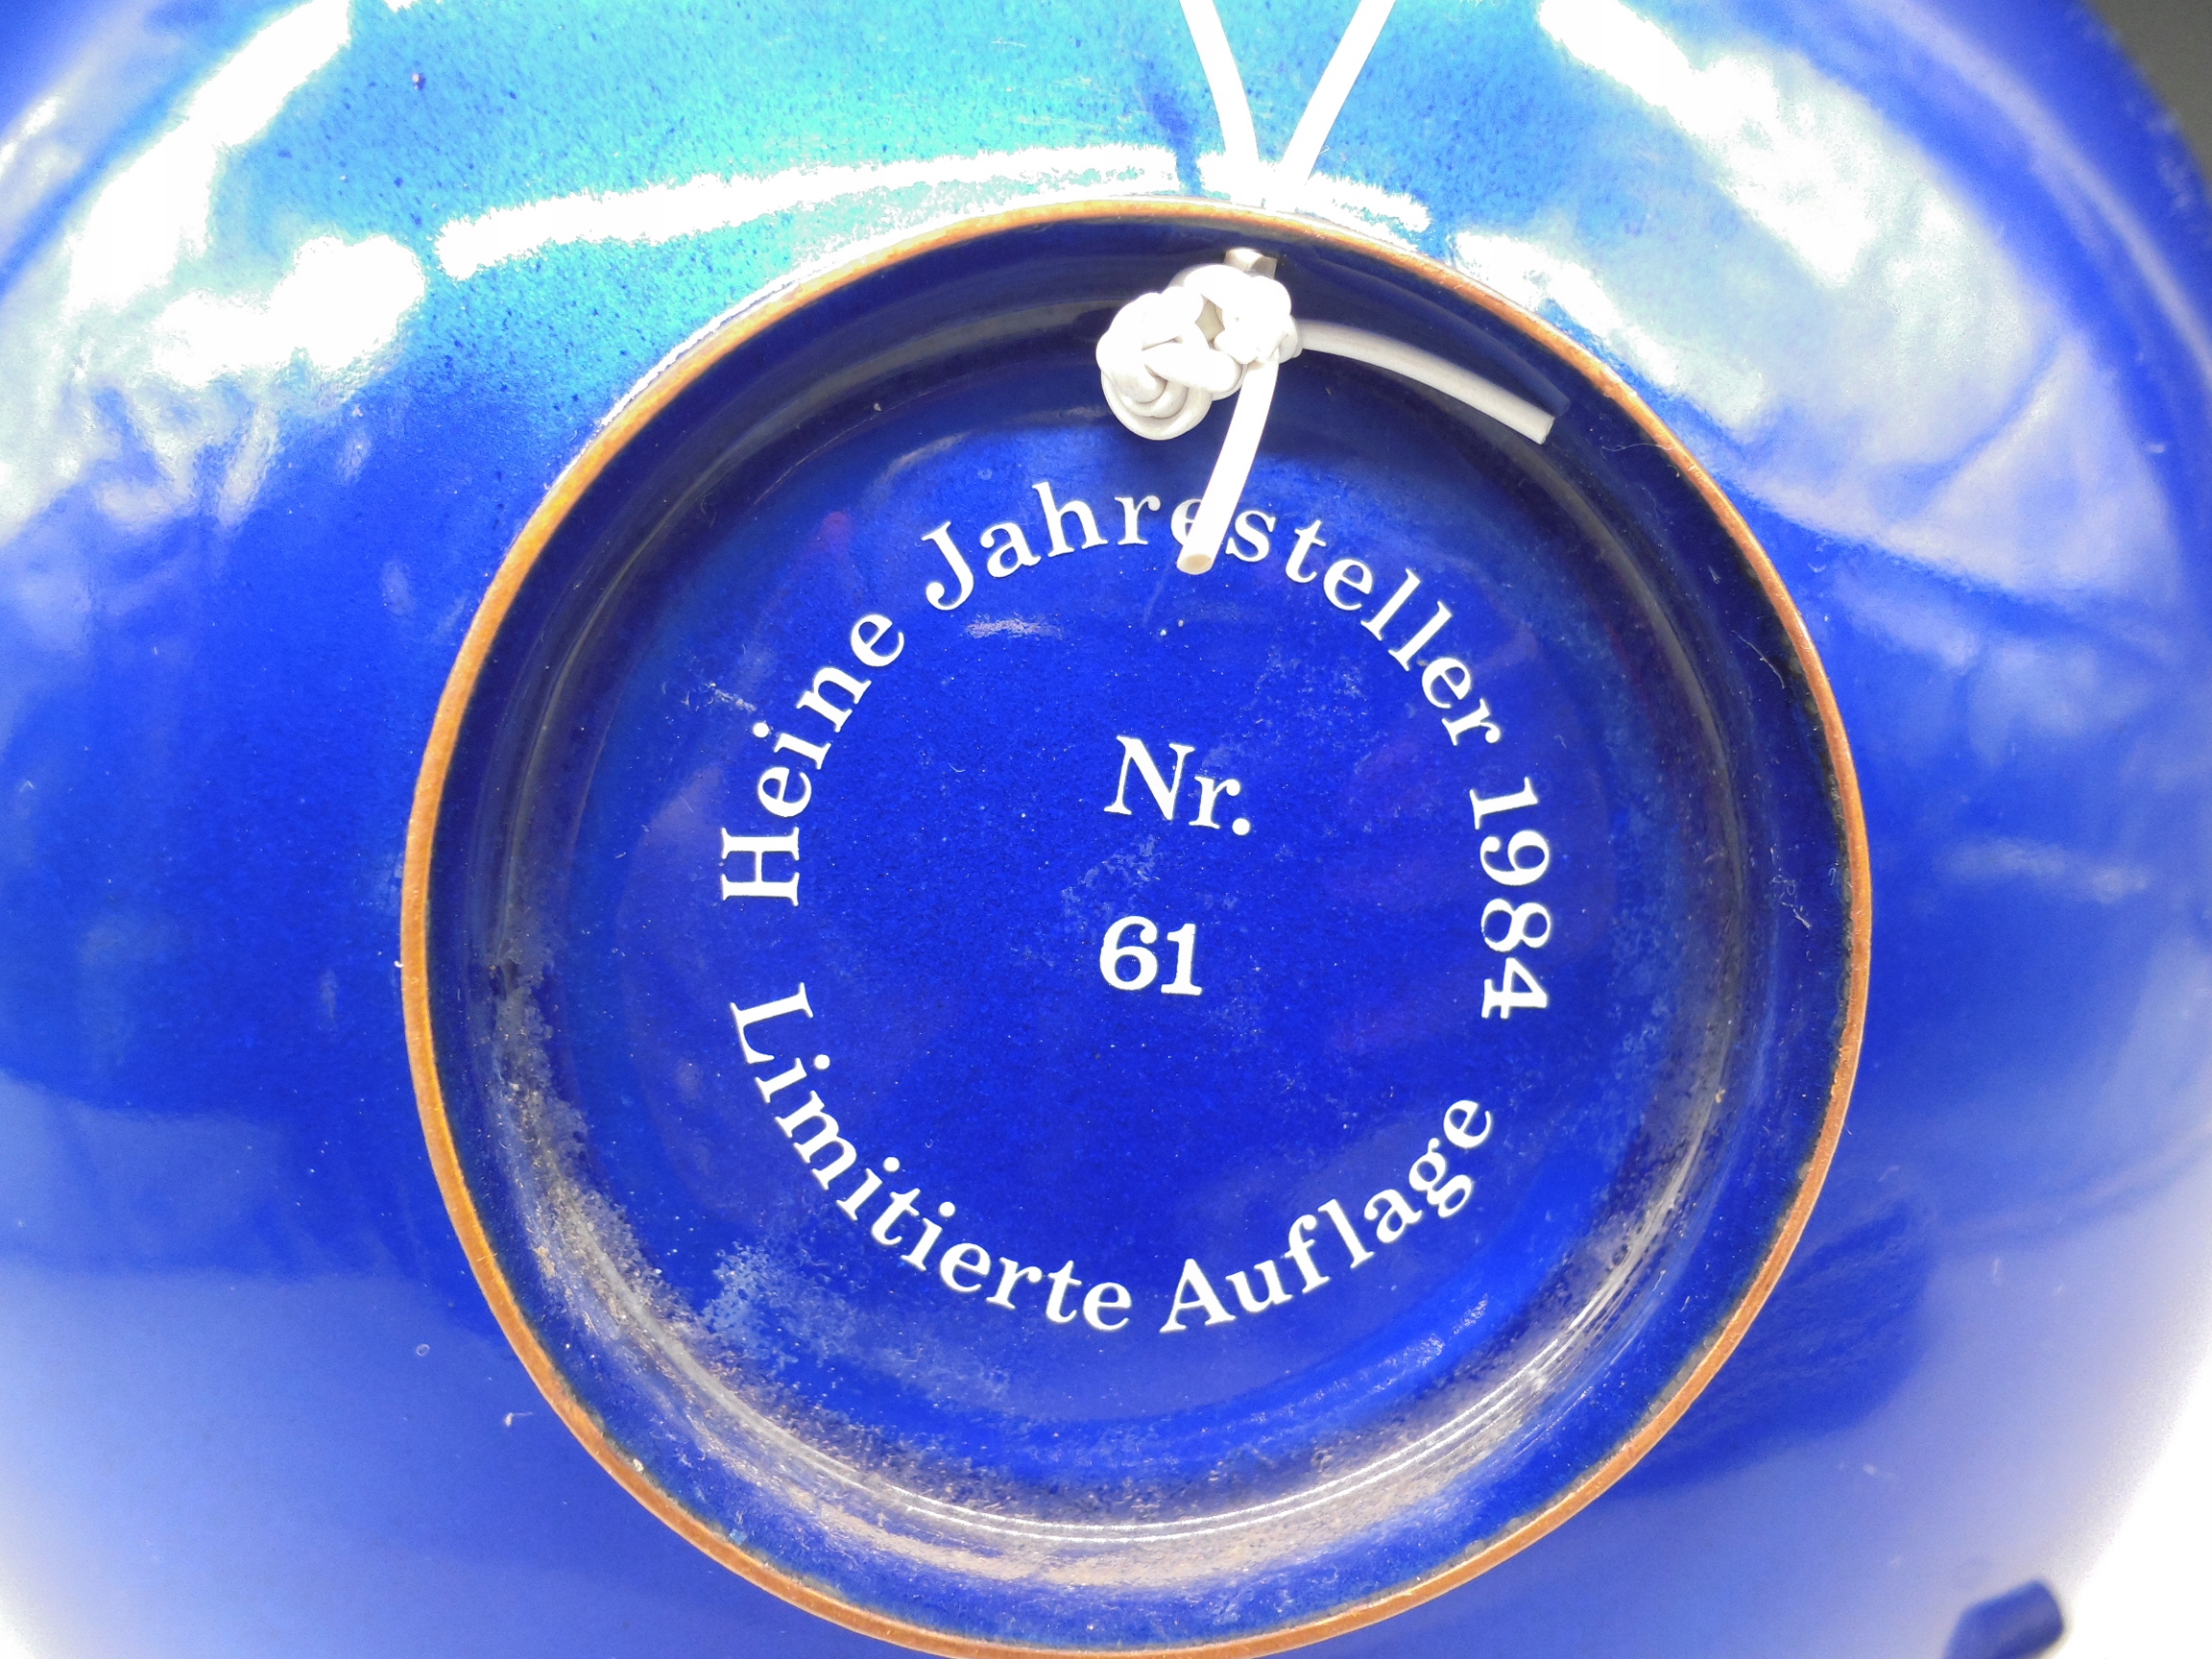 Heine Jahresteller 1984
Nr.
61
Limitierte Auflage